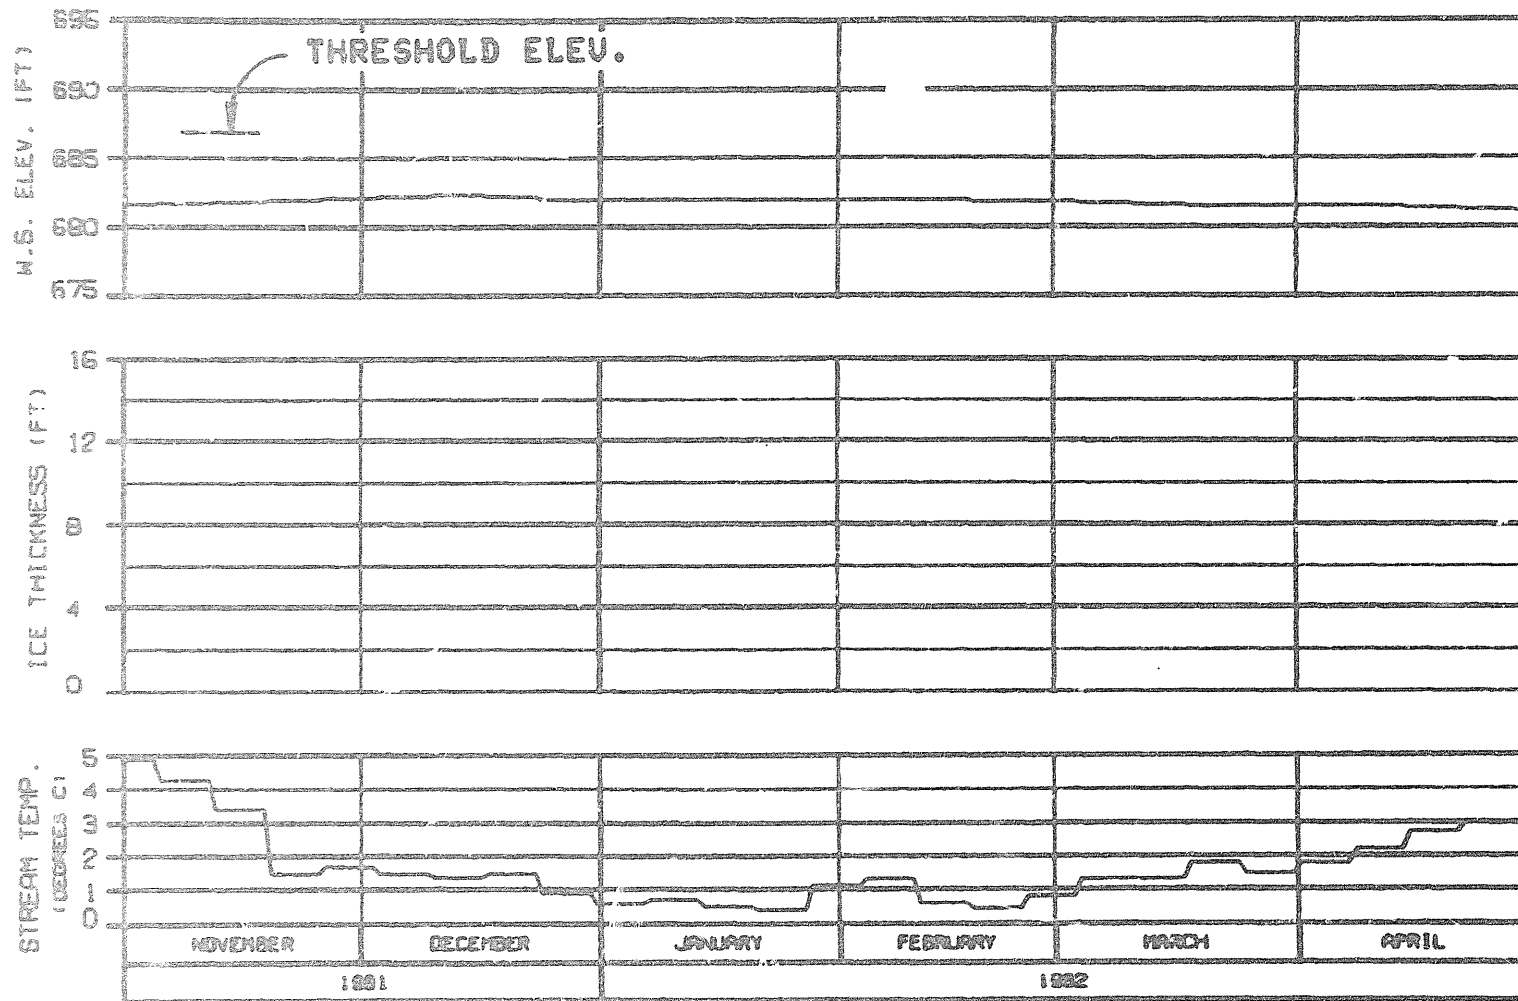 THRESHOLD ELEV.
W.S. ELEV. (FT)
695
690
685
680
675
ICE THICKNESS (FT)
16
12
8
4
0
STREAM TEMP.
(DEGREES C)
5
4
3
2
1
0
NOVEMBER DECEMBER JANUARY FEBRUARY MARCH APRIL
1981 1982